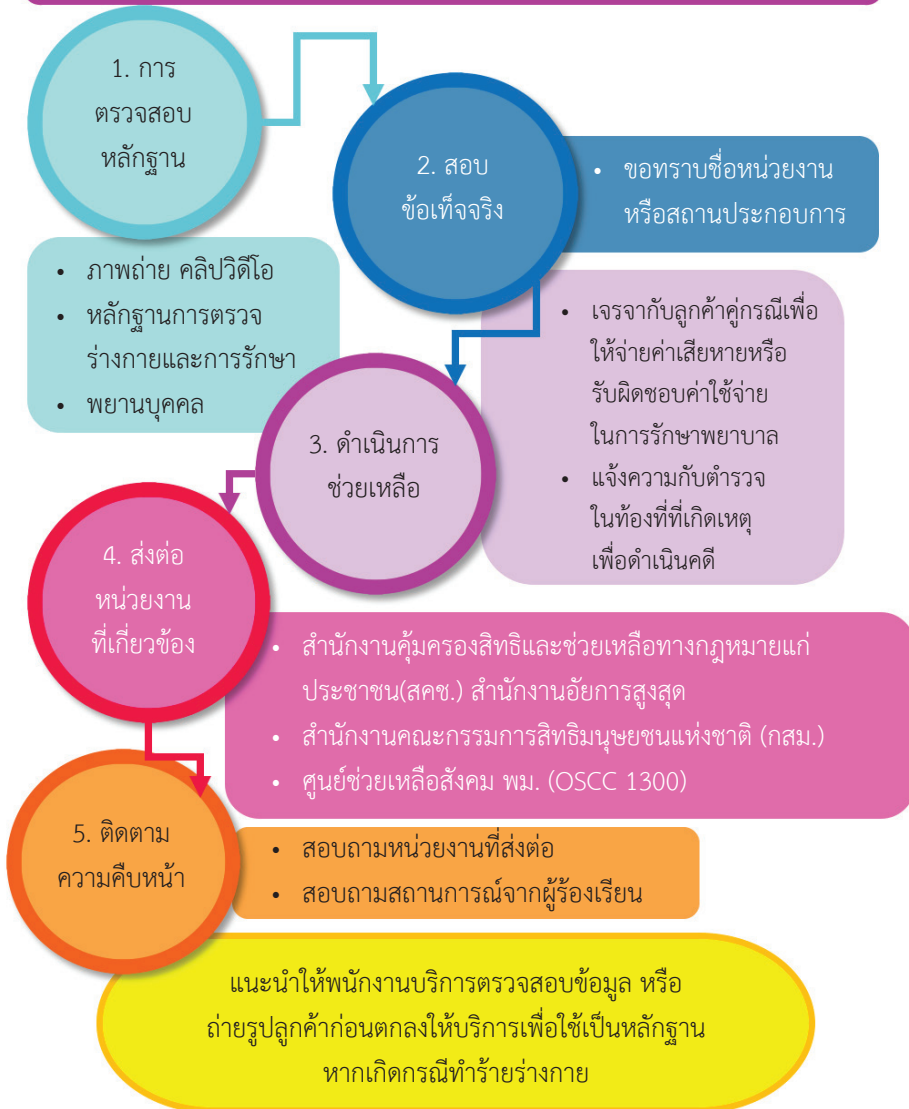 1. การ
ตรวจสอบ
หลักฐาน
• ภาพถ่าย คลิปวิดีโอ
• หลักฐานการตรวจ
ร่างกายและการรักษา
• พยานบุคคล
2. สอบ
ข้อเท็จจริง
• ขอทราบชื่อหน่วยงาน
หรือสถานประกอบการ
3. ดำเนินการ
ช่วยเหลือ
• เจรจากับลูกค้าคู่กรณีเพื่อ
ให้จ่ายค่าเสียหายหรือ
รับผิดชอบค่าใช้จ่าย
ในการรักษาพยาบาล
• แจ้งความกับตำรวจ
ในท้องที่ที่เกิดเหตุ
เพื่อดำเนินคดี
4. ส่งต่อ
หน่วยงาน
ที่เกี่ยวข้อง
• สำนักงานคุ้มครองสิทธิและช่วยเหลือทางกฎหมายแก่
ประชาชน(สคช.) สำนักงานอัยการสูงสุด
• สำนักงานคณะกรรมการสิทธิมนุษยชนแห่งชาติ (กสม.)
• ศูนย์ช่วยเหลือสังคม พม. (OSCC 1300)
5. ติดตาม
ความคืบหน้า
• สอบถามหน่วยงานที่ส่งต่อ
• สอบถามสถานการณ์จากผู้ร้องเรียน
แนะนำให้พนักงานบริการตรวจสอบข้อมูล หรือ
ถ่ายรูปลูกค้าก่อนตกลงให้บริการเพื่อใช้เป็นหลักฐาน
หากเกิดกรณีทำร้ายร่างกาย